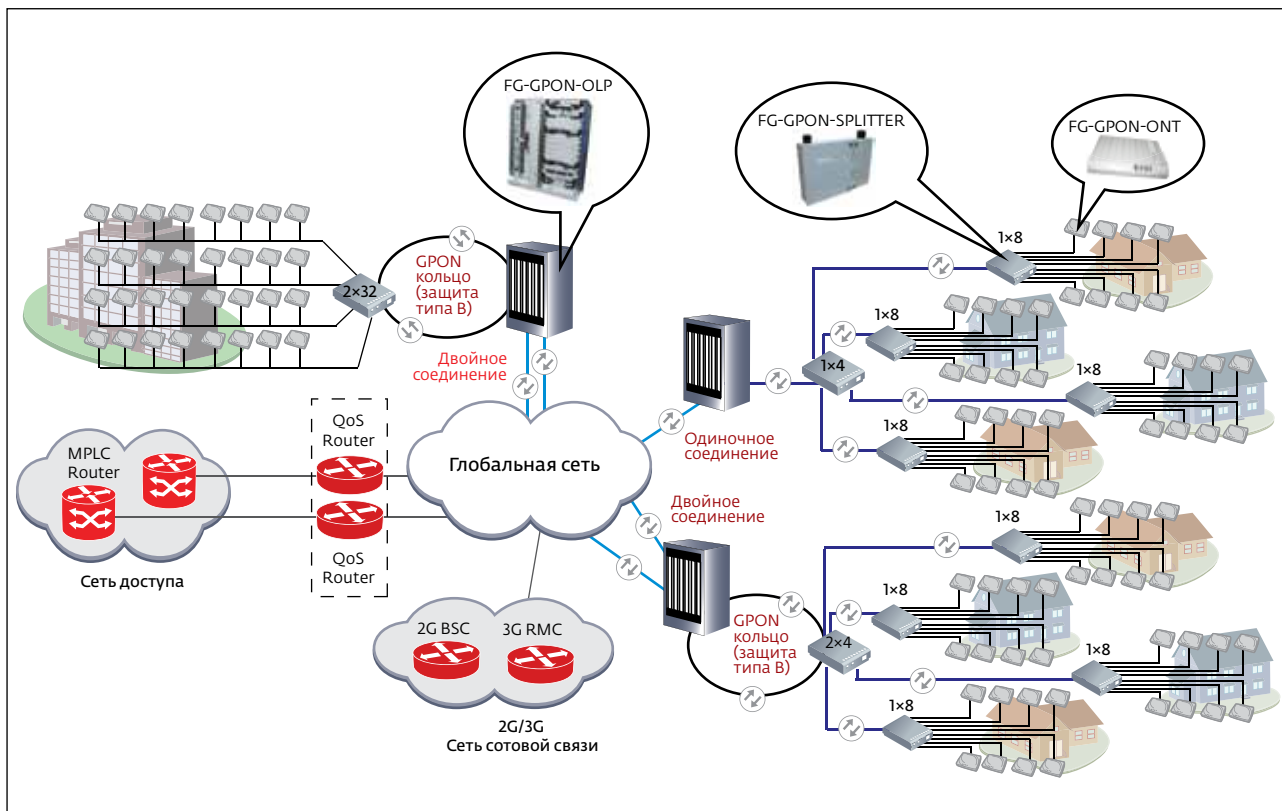 FG-GPON-OLP
FG-GPON-SPLITTER
FG-GPON-ONT
2×32
GPON
кольцо
(защита
типа B)
Двойное
соединение
1×8
1×8
1×4
1×8
1×8
Одиночное
соединение
QoS
Router
MPLC
Router
Глобальная сеть
QoS
Router
Сеть доступа
Двойное
соединение
2G BSC
3G RMC
2G/3G
Сеть сотовой связи
GPON
кольцо
(защита
типа B)
2×4
1×8
1×8
1×8
1×8